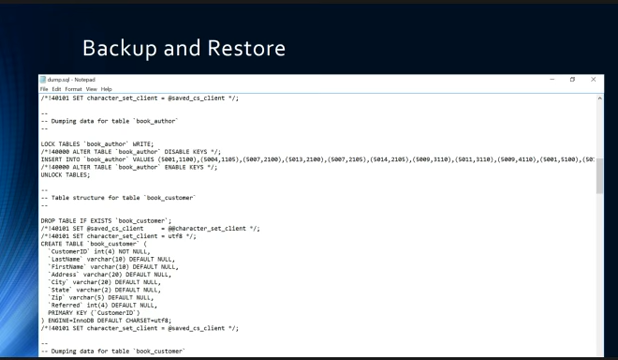 Backup and Restore
dump.sql - Notepad
File Edit Format View Help
/*!40101 SET character_set_client = @saved_cs_client */;
--
-- Dumping data for table `book_author`
--
LOCK TABLES `book_author` WRITE;
/*!40000 ALTER TABLE `book_author` DISABLE KEYS */;
INSERT INTO `book_author` VALUES (5001,1100),(5004,1105),(5007,2100),(5013,2100),(5007,2105),(5014,2105),(5009,3110),(5011,3110),(5009,4110),(5001,5100),(50
/*!40000 ALTER TABLE `book_author` ENABLE KEYS */;
UNLOCK TABLES;
--
-- Table structure for table `book_customer`
--
DROP TABLE IF EXISTS `book_customer`;
/*!40101 SET @saved_cs_client     = @@character_set_client */;
/*!40101 SET character_set_client = utf8 */;
CREATE TABLE `book_customer` (
`CustomerID` int(4) NOT NULL,
`LastName` varchar(10) DEFAULT NULL,
`FirstName` varchar(10) DEFAULT NULL,
`Address` varchar(20) DEFAULT NULL,
`City` varchar(20) DEFAULT NULL,
`State` varchar(2) DEFAULT NULL,
`Zip` varchar(5) DEFAULT NULL,
`Referred` int(4) DEFAULT NULL,
PRIMARY KEY (`CustomerID`)
) ENGINE=InnoDB DEFAULT CHARSET=utf8;
/*!40101 SET character_set_client = @saved_cs_client */;
--
-- Dumping data for table `book_customer`